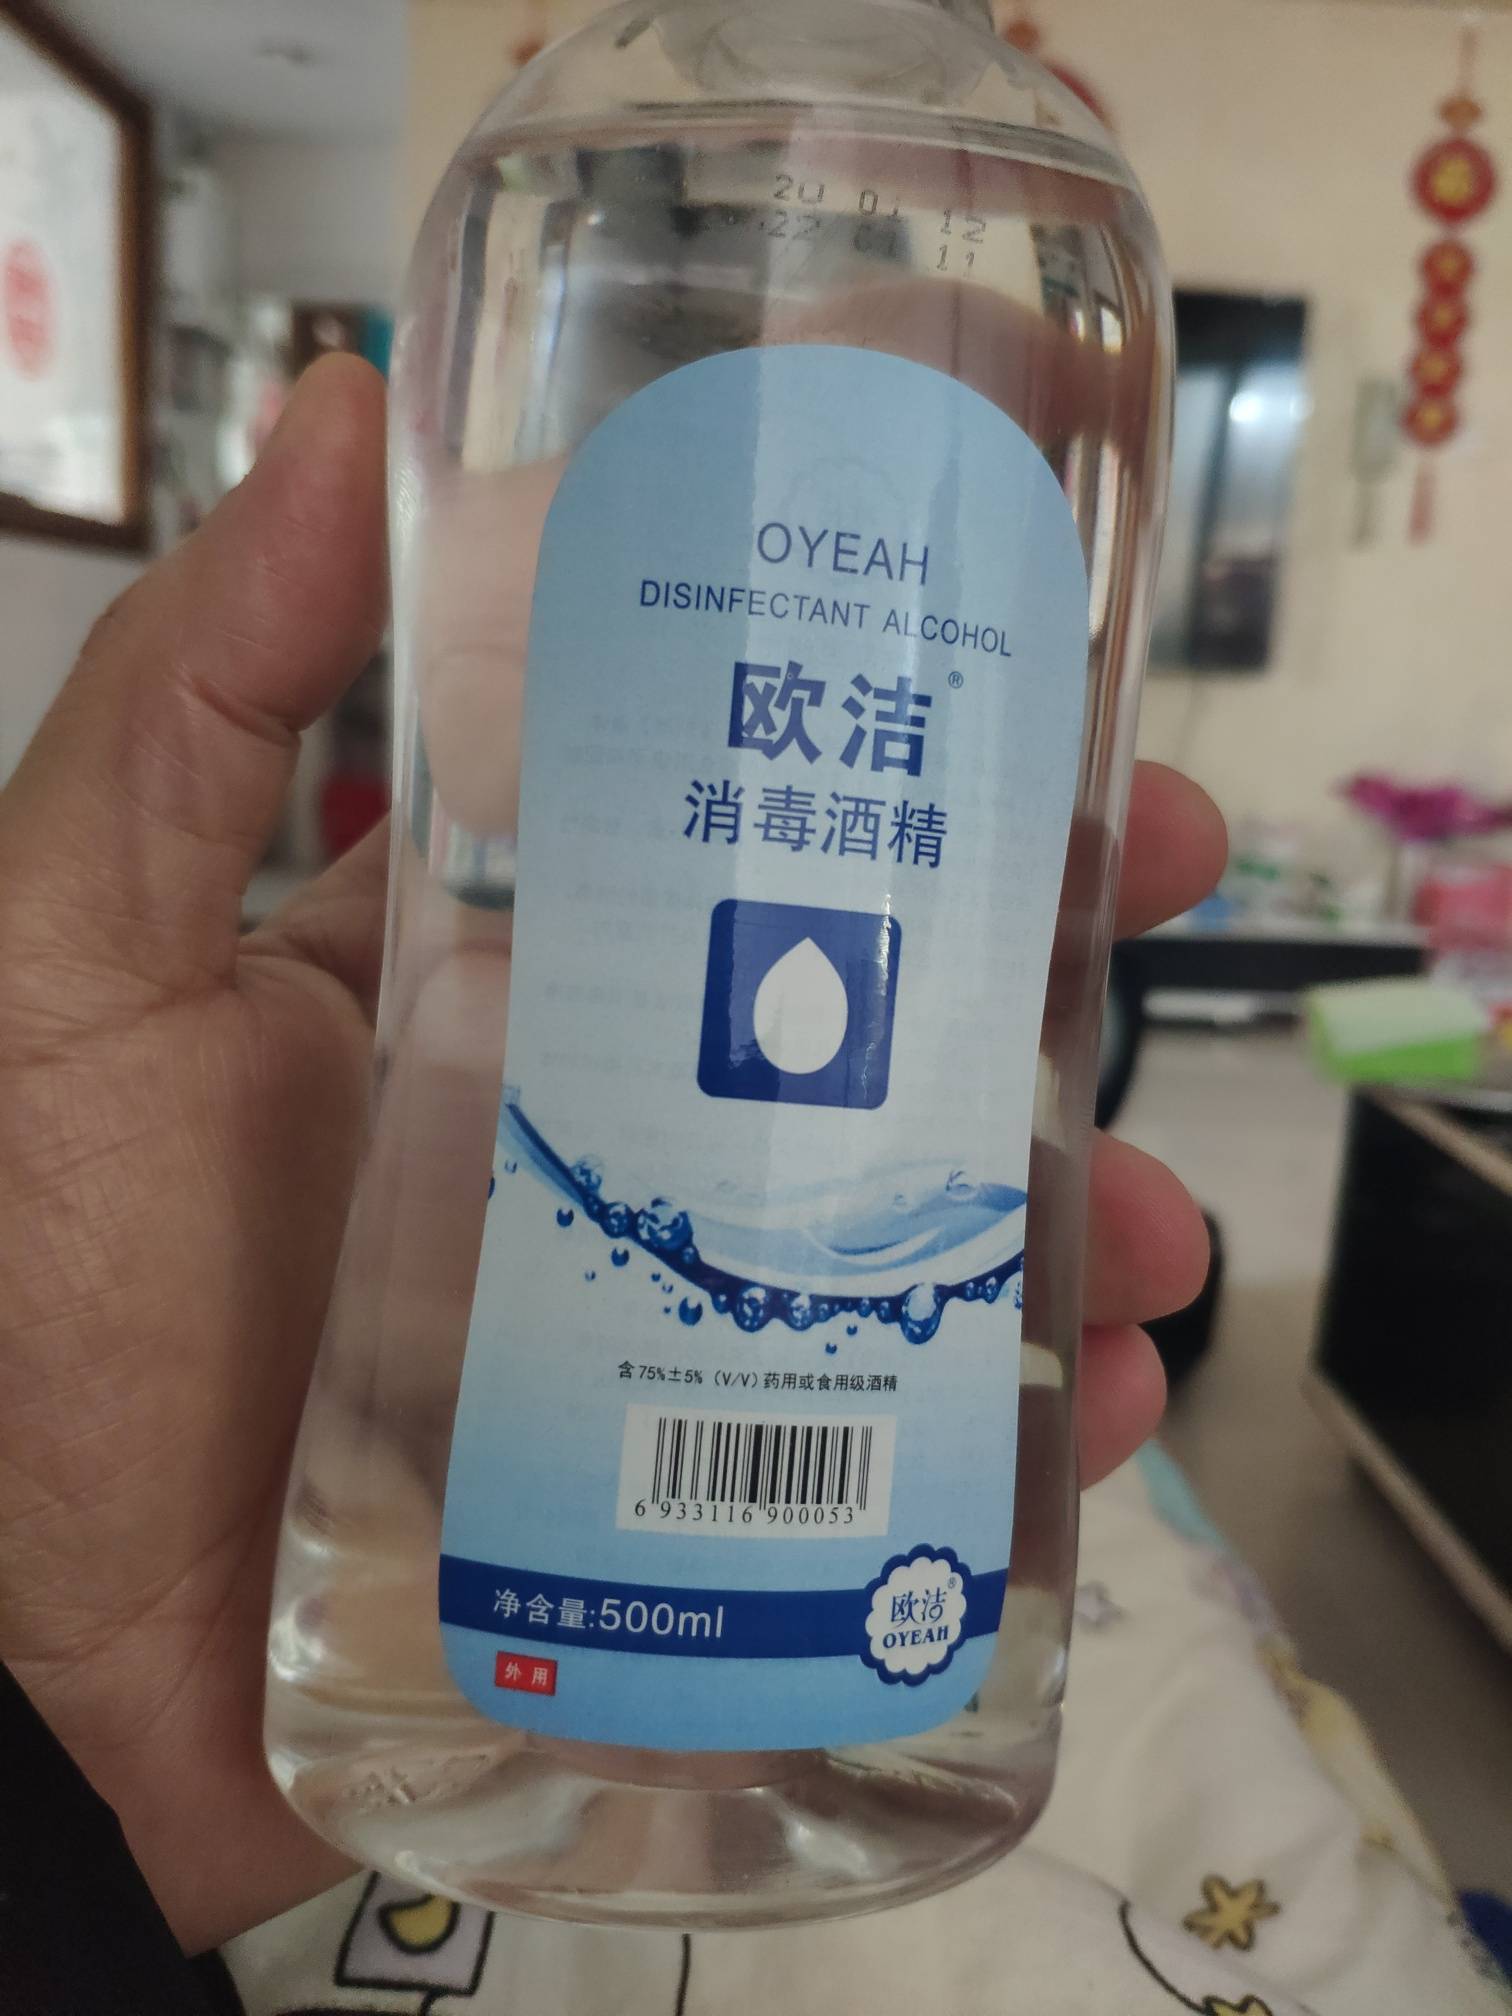 20 01 12
22 01 11
OYEAH
DISINFECTANT ALCOHOL
欧洁®
消毒酒精
含75%±5%（V/V）药用或食用级酒精
6 933116 900053
净含量:500ml
欧洁®
OYEAH
外用